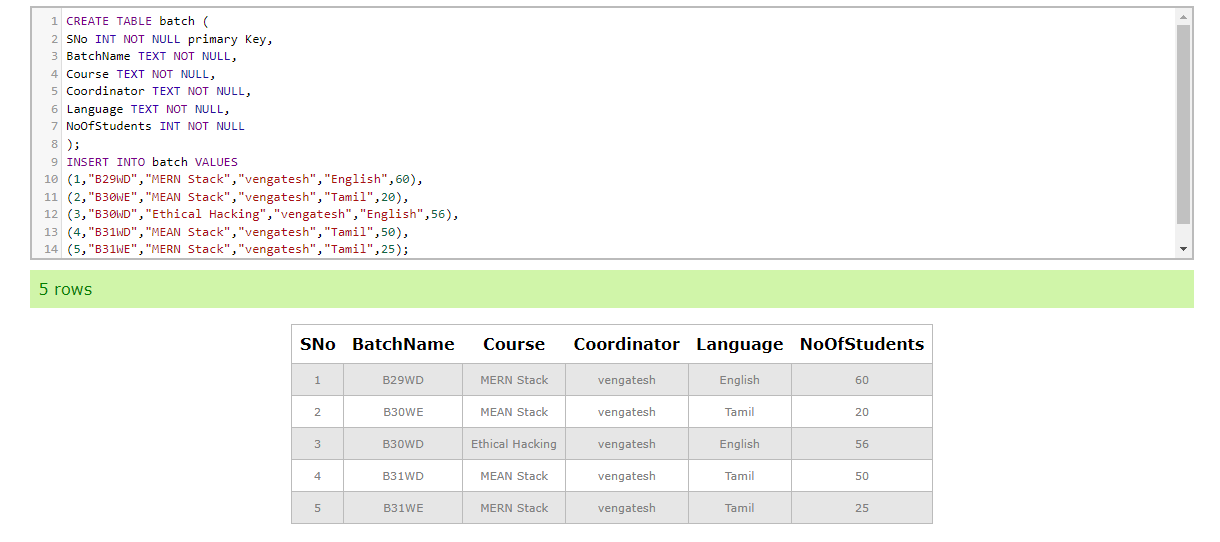 1 CREATE TABLE batch (
2 SNo INT NOT NULL primary Key,
3 BatchName TEXT NOT NULL,
4 Course TEXT NOT NULL,
5 Coordinator TEXT NOT NULL,
6 Language TEXT NOT NULL,
7 NoOfStudents INT NOT NULL
8 );
9 INSERT INTO batch VALUES
10 (1,"B29WD","MERN Stack","vengatesh","English",60),
11 (2,"B30WE","MEAN Stack","vengatesh","Tamil",20),
12 (3,"B30WD","Ethical Hacking","vengatesh","English",56),
13 (4,"B31WD","MEAN Stack","vengatesh","Tamil",50),
14 (5,"B31WE","MERN Stack","vengatesh","Tamil",25);
5 rows
SNo BatchName Course Coordinator Language NoOfStudents
1 B29WD MERN Stack vengatesh English 60
2 B30WE MEAN Stack vengatesh Tamil 20
3 B30WD Ethical Hacking vengatesh English 56
4 B31WD MEAN Stack vengatesh Tamil 50
5 B31WE MERN Stack vengatesh Tamil 25